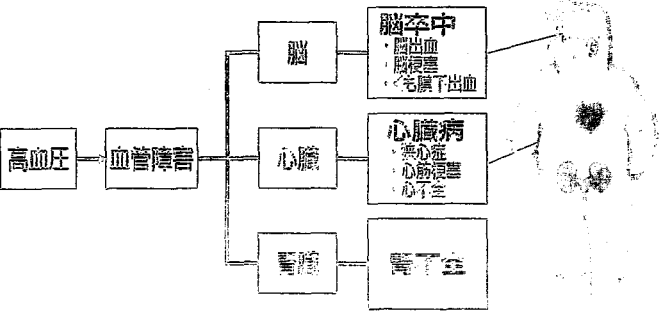 高血圧
血管障害
脳
脳卒中
・脳出血
・脳梗塞
・くも膜下出血
心臓
心臓病
・狭心症
・心筋梗塞
・心不全
腎臓
腎不全